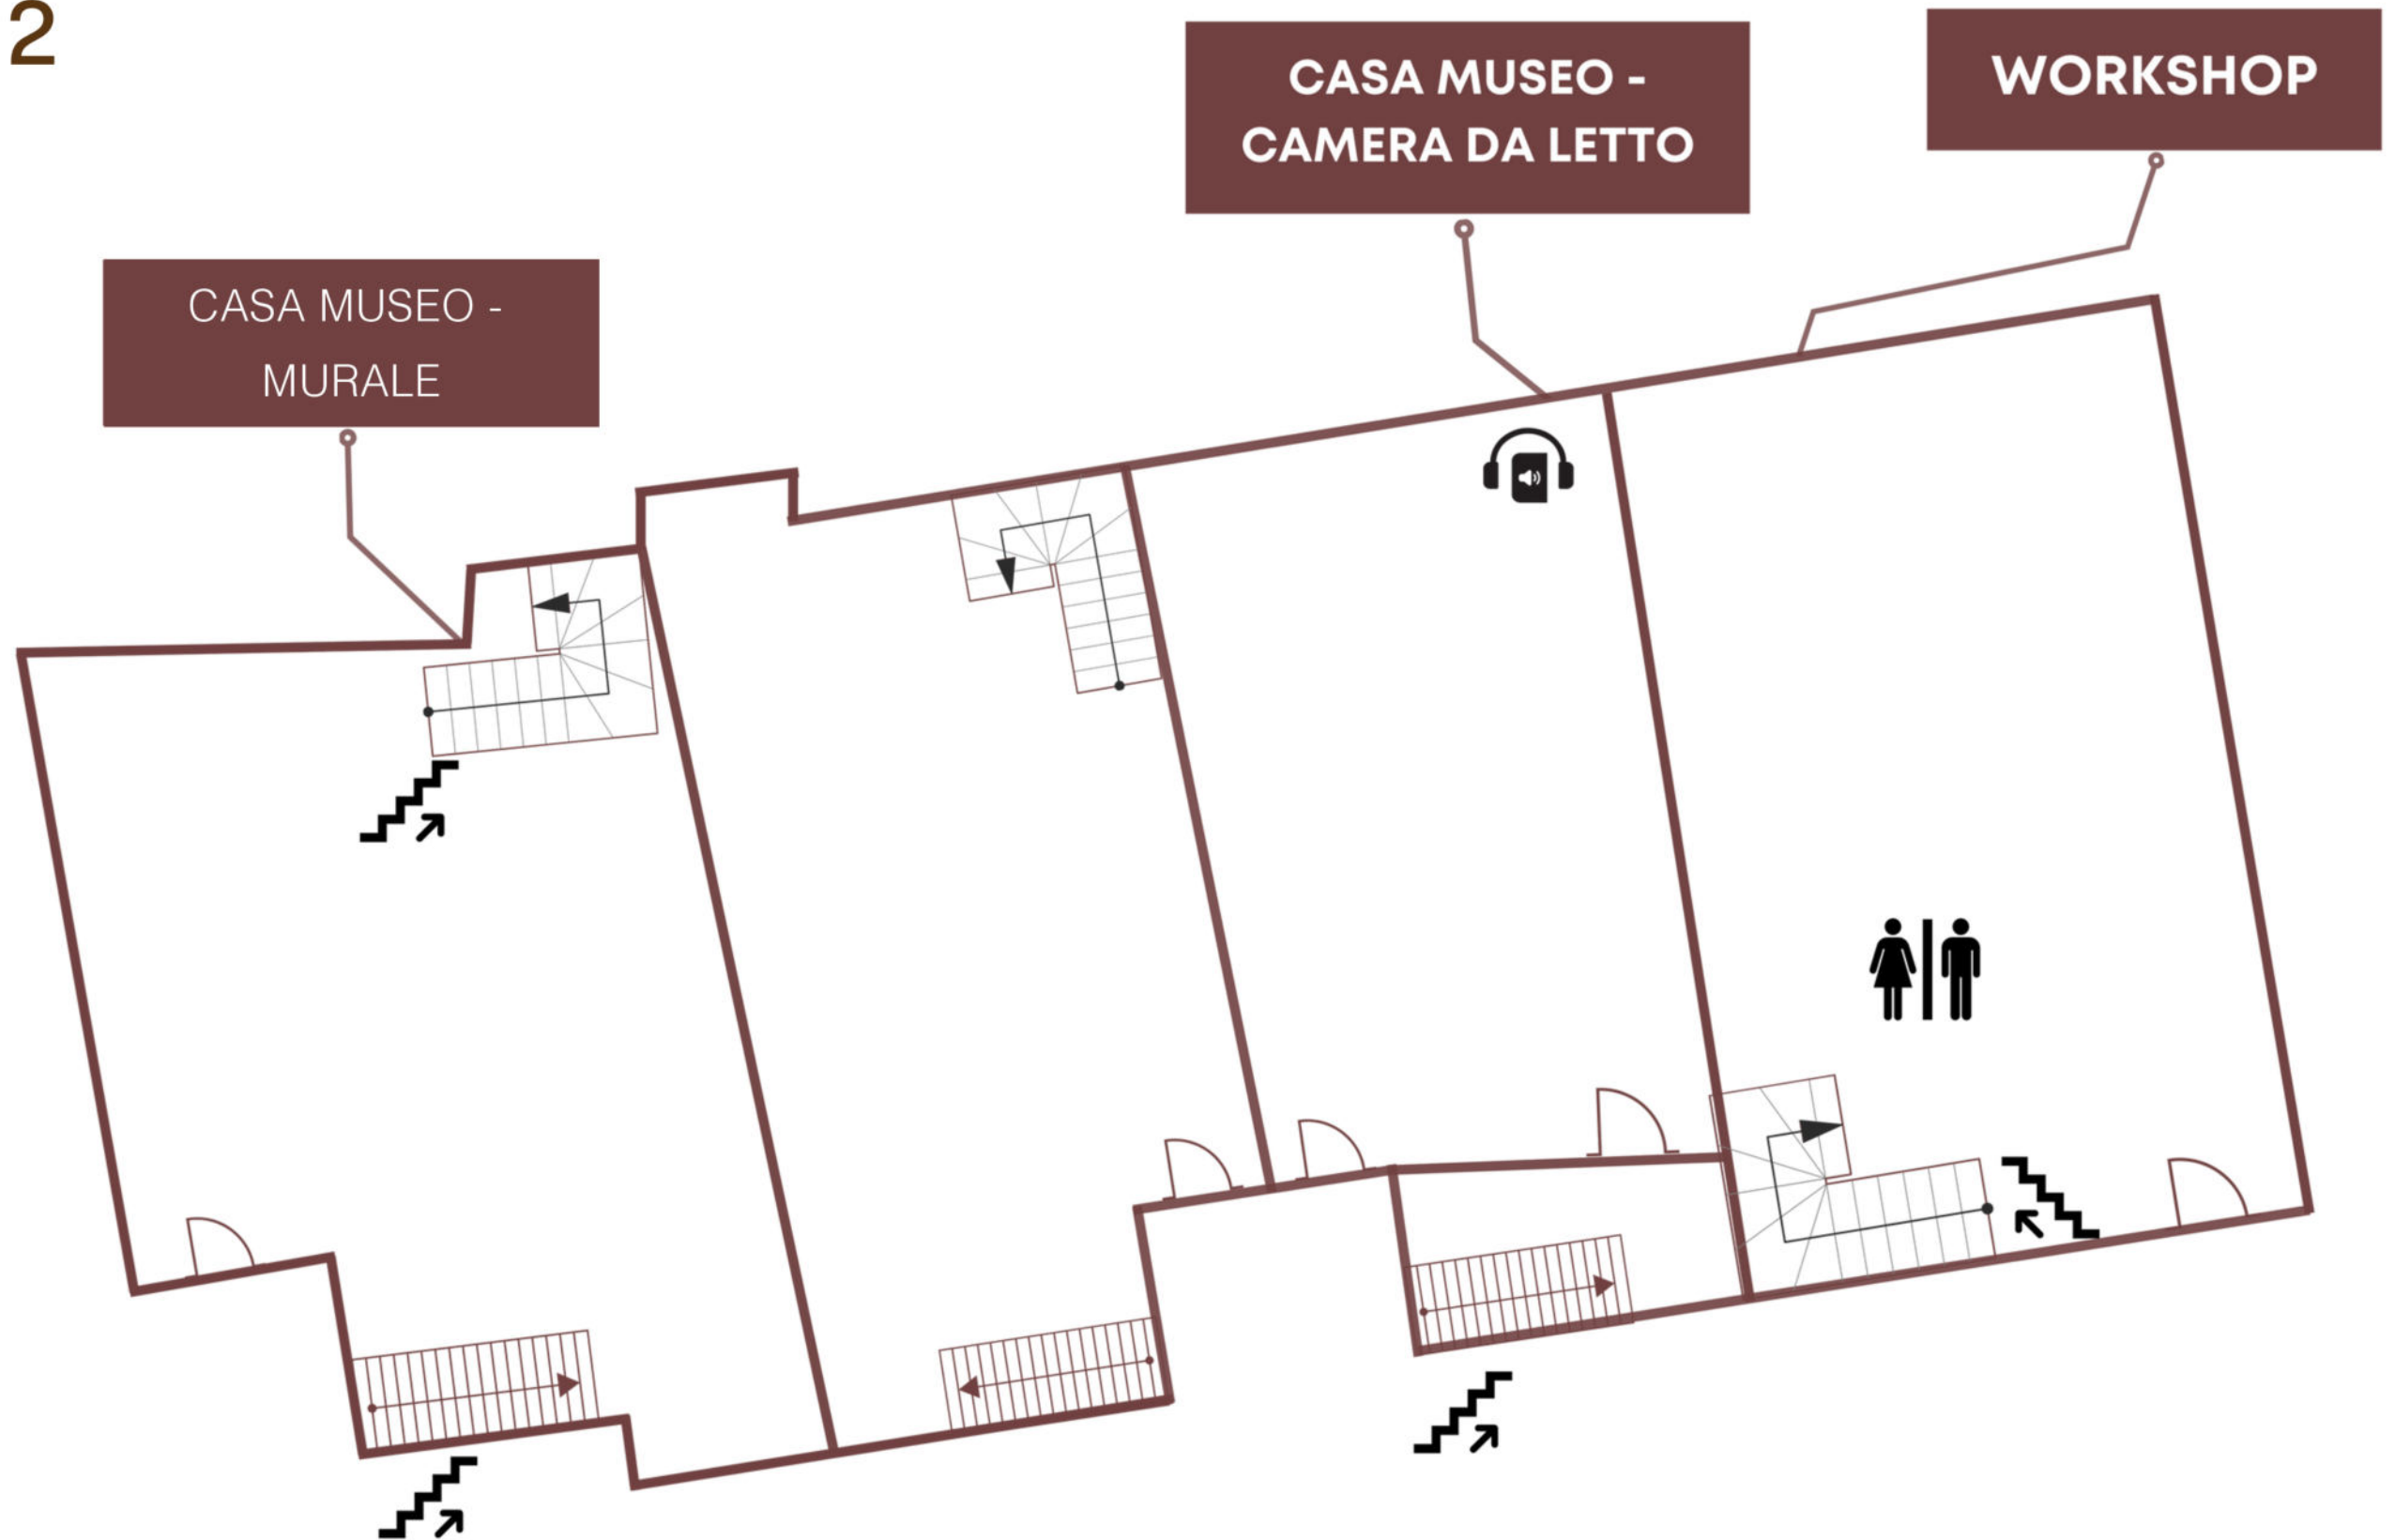 2
CASA MUSEO -
CAMERA DA LETTO
WORKSHOP
CASA MUSEO -
MURALE